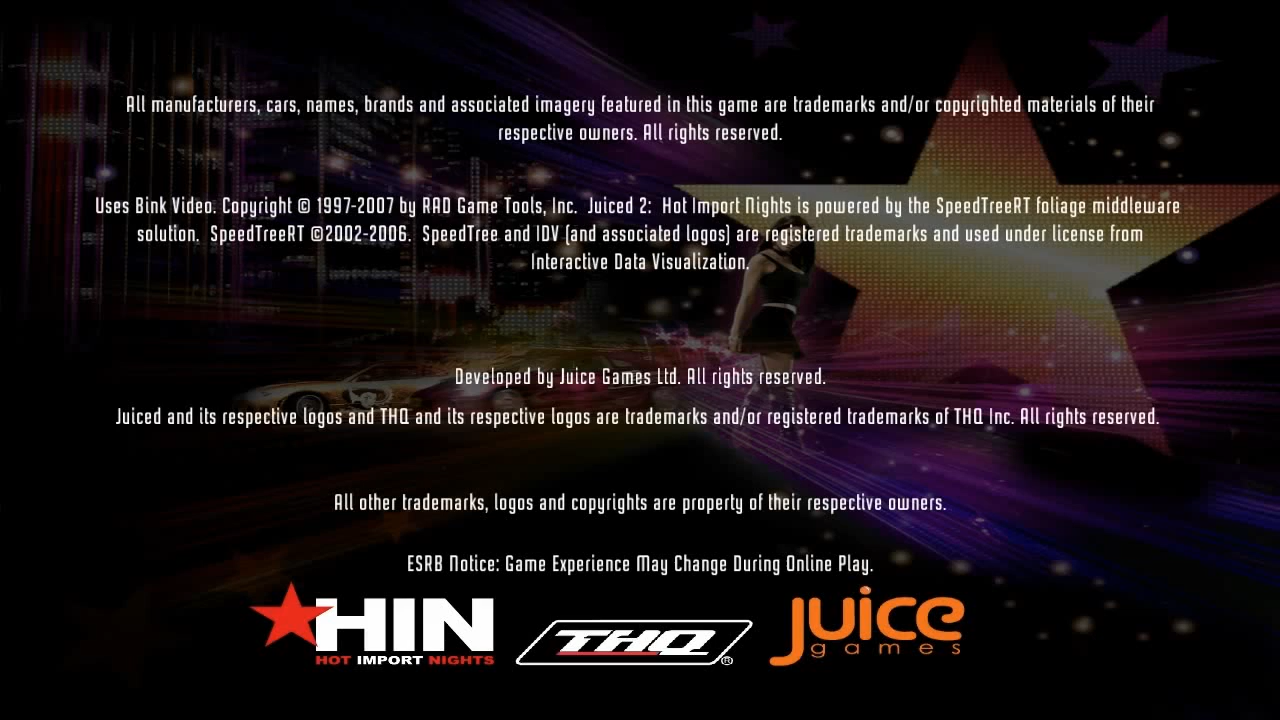 All manufacturers, cars, names, brands and associated imagery featured in this game are trademarks and/or copyrighted materials of their
respective owners. All rights reserved.
Uses Bink Video. Copyright © 1997-2007 by RAD Game Tools, Inc. Juiced 2: Hot Import Nights is powered by the SpeedTreeRT foliage middleware
solution. SpeedTreeRT ©2002-2006. SpeedTree and IDV (and associated logos) are registered trademarks and used under license from
Interactive Data Visualization.
Developed by Juice Games Ltd. All rights reserved.
Juiced and its respective logos and THQ and its respective logos are trademarks and/or registered trademarks of THQ Inc. All rights reserved.
All other trademarks, logos and copyrights are property of their respective owners.
ESRB Notice: Game Experience May Change During Online Play.
HIN
HOT IMPORT NIGHTS
THQ ®
juice
games